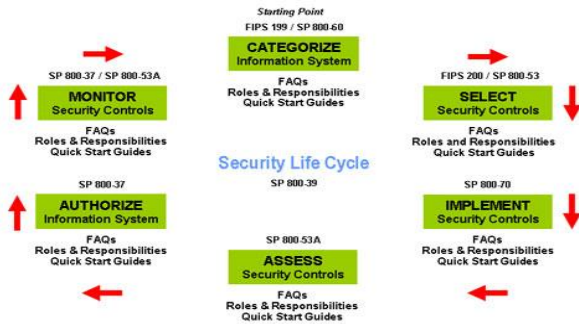 Starting Point
FIPS 199 / SP 800-60
CATEGORIZE
Information System
FAQs
Roles & Responsibilities
Quick Start Guides
SP 800-37 / SP 800-53A
MONITOR
Security Controls
FAQs
Roles & Responsibilities
Quick Start Guides
FIPS 200 / SP 800-53
SELECT
Security Controls
FAQs
Roles and Responsibilities
Quick Start Guides
Security Life Cycle
SP 800-39
SP 800-37
AUTHORIZE
Information System
FAQs
Roles & Responsibilities
Quick Start Guides
SP 800-70
IMPLEMENT
Security Controls
FAQs
Roles & Responsibilities
Quick Start Guides
SP 800-53A
ASSESS
Security Controls
FAQs
Roles & Responsibilities
Quick Start Guides